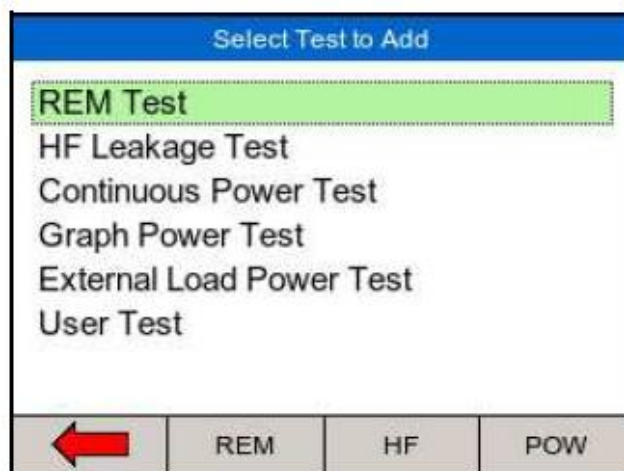 Select Test to Add
REM Test
HF Leakage Test
Continuous Power Test
Graph Power Test
External Load Power Test
User Test
REM HF POW